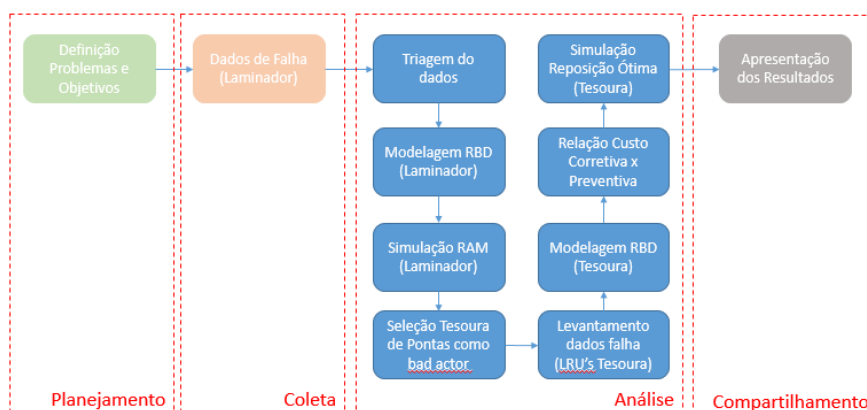 Definição
Problemas e
Objetivos
Dados de Falha
(Laminador)
Triagem do
dados
Modelagem RBD
(Laminador)
Simulação RAM
(Laminador)
Seleção Tesoura
de Pontas como
bad actor
Levantamento
dados falha
(LRU's Tesoura)
Modelagem RBD
(Tesoura)
Relação Custo
Corretiva x
Preventiva
Simulação
Reposição Ótima
(Tesoura)
Apresentação
dos Resultados
Planejamento
Coleta
Análise
Compartilhamento